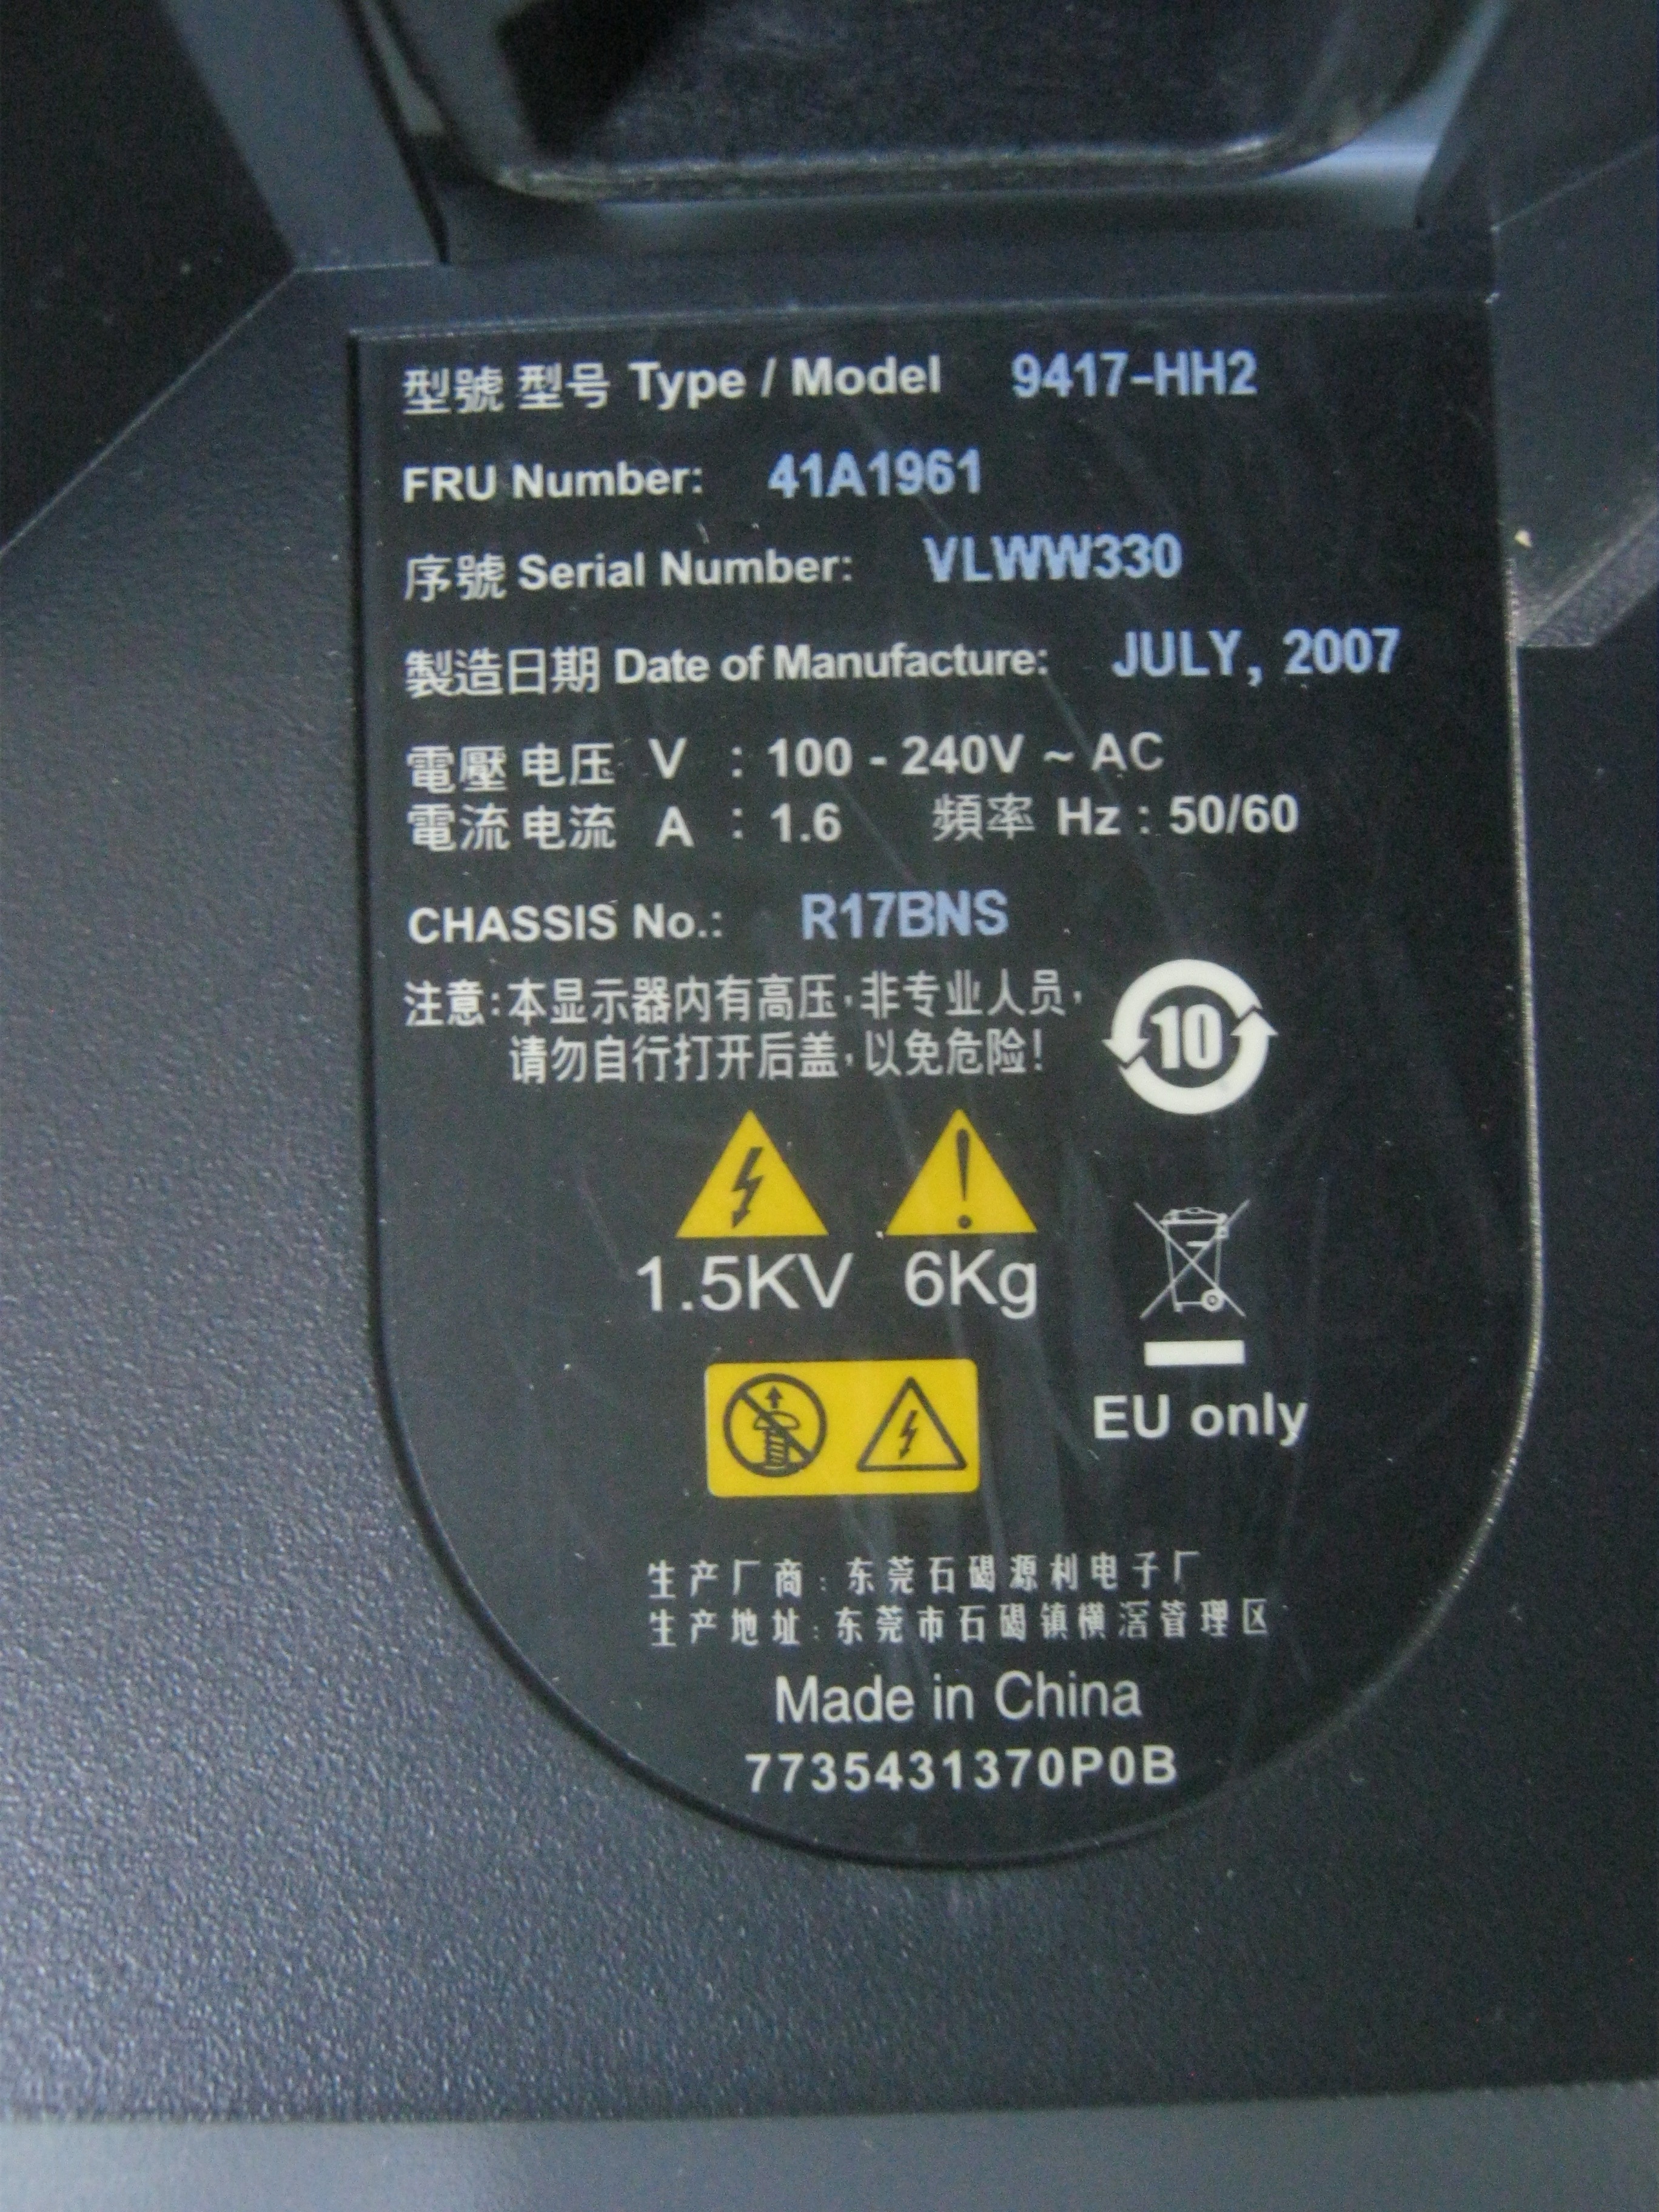 型號 型号 Type / Model 9417-HH2
FRU Number: 41A1961
序號 Serial Number: VLWW330
製造日期 Date of Manufacture: JULY, 2007
電壓 电压 V : 100 - 240V ~ AC
電流 电流 A : 1.6 頻率 Hz : 50/60
CHASSIS No.: R17BNS
注意:本显示器内有高压,非专业人员,
请勿自行打开后盖,以免危险!
10
1.5KV 6Kg
EU only
生产厂商:东莞石碣源利电子厂
生产地址:东莞市石碣镇横滘管理区
Made in China
7735431370P0B